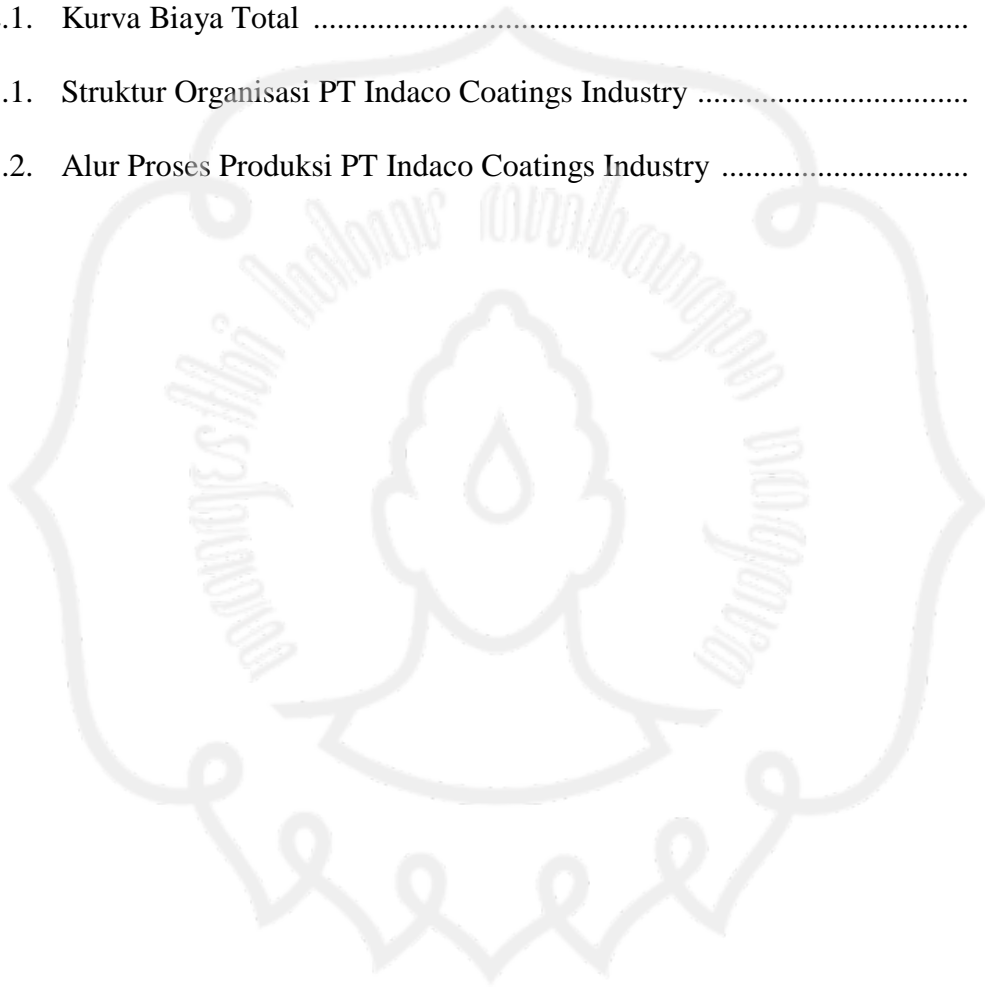 .1. Kurva Biaya Total ....................................................................................
.1. Struktur Organisasi PT Indaco Coatings Industry ..................................
.2. Alur Proses Produksi PT Indaco Coatings Industry ...............................